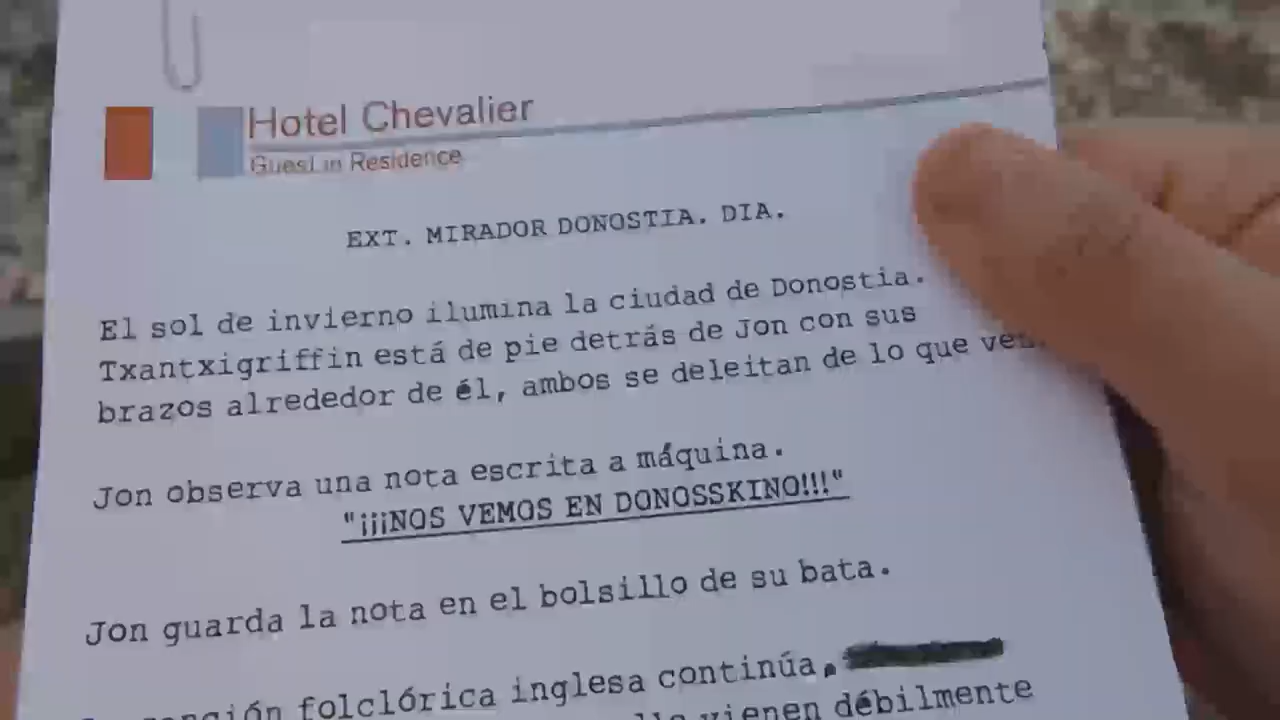 Hotel Chevalier
Guest in Residence
EXT. MIRADOR DONOSTIA. DIA.
El sol de invierno ilumina la ciudad de Donostia.
Txantxigriffin está de pie detrás de Jon con sus
brazos alrededor de él, ambos se deleitan de lo que
Jon observa una nota escrita a máquina.
"¡¡¡NOS VEMOS EN DONOSSKINO!!!"
Jon guarda la nota en el bolsillo de su bata.
folclórica inglesa continúa,
vienen débilmente